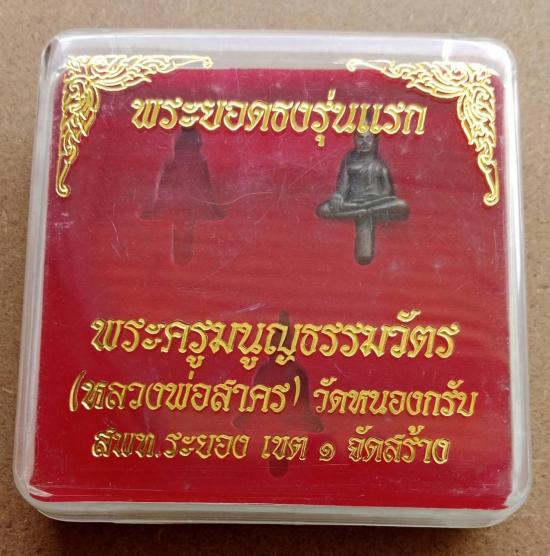 พระยอดธงรุ่นแรก
พระครูมนูญธรรมวัตร
(หลวงพ่อสาคร) วัดหนองกรับ
สพท.ระยอง เขต ๑ จัดสร้าง